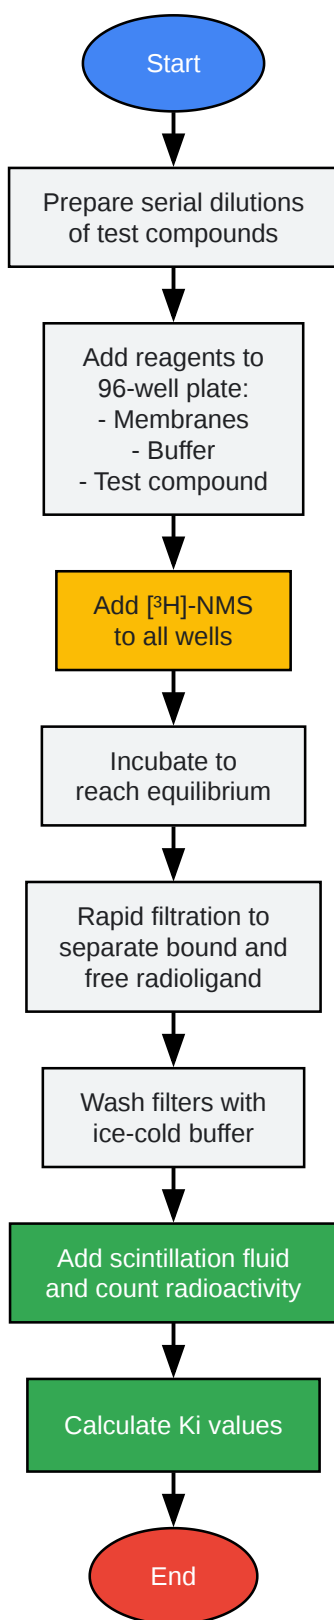 Start
Prepare serial dilutions
of test compounds
Add reagents to
96-well plate:
- Membranes
- Buffer
- Test compound
Add [³H]-NMS
to all wells
Incubate to
reach equilibrium
Rapid filtration to
separate bound and
free radioligand
Wash filters with
ice-cold buffer
Add scintillation fluid
and count radioactivity
Calculate Ki values
End